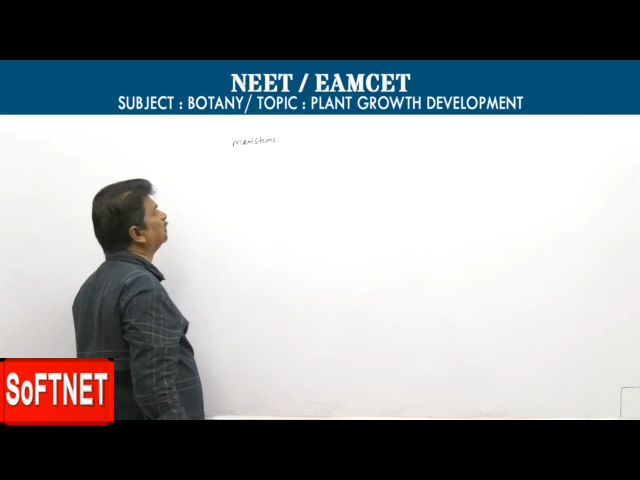 NEET / EAMCET
SUBJECT : BOTANY/ TOPIC : PLANT GROWTH DEVELOPMENT
meristems
SoFTNET